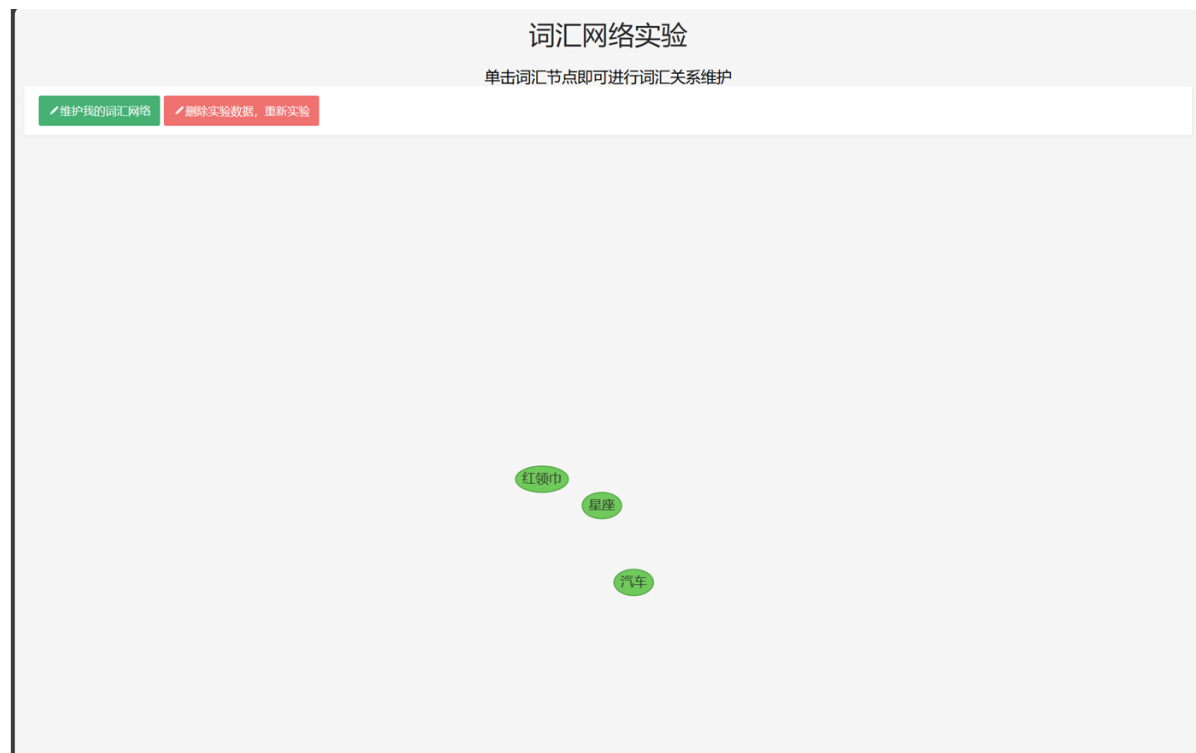 词汇网络实验
单击词汇节点即可进行词汇关系维护
维护我的词汇网络 删除实验数据，重新实验
红领巾
星座
汽车